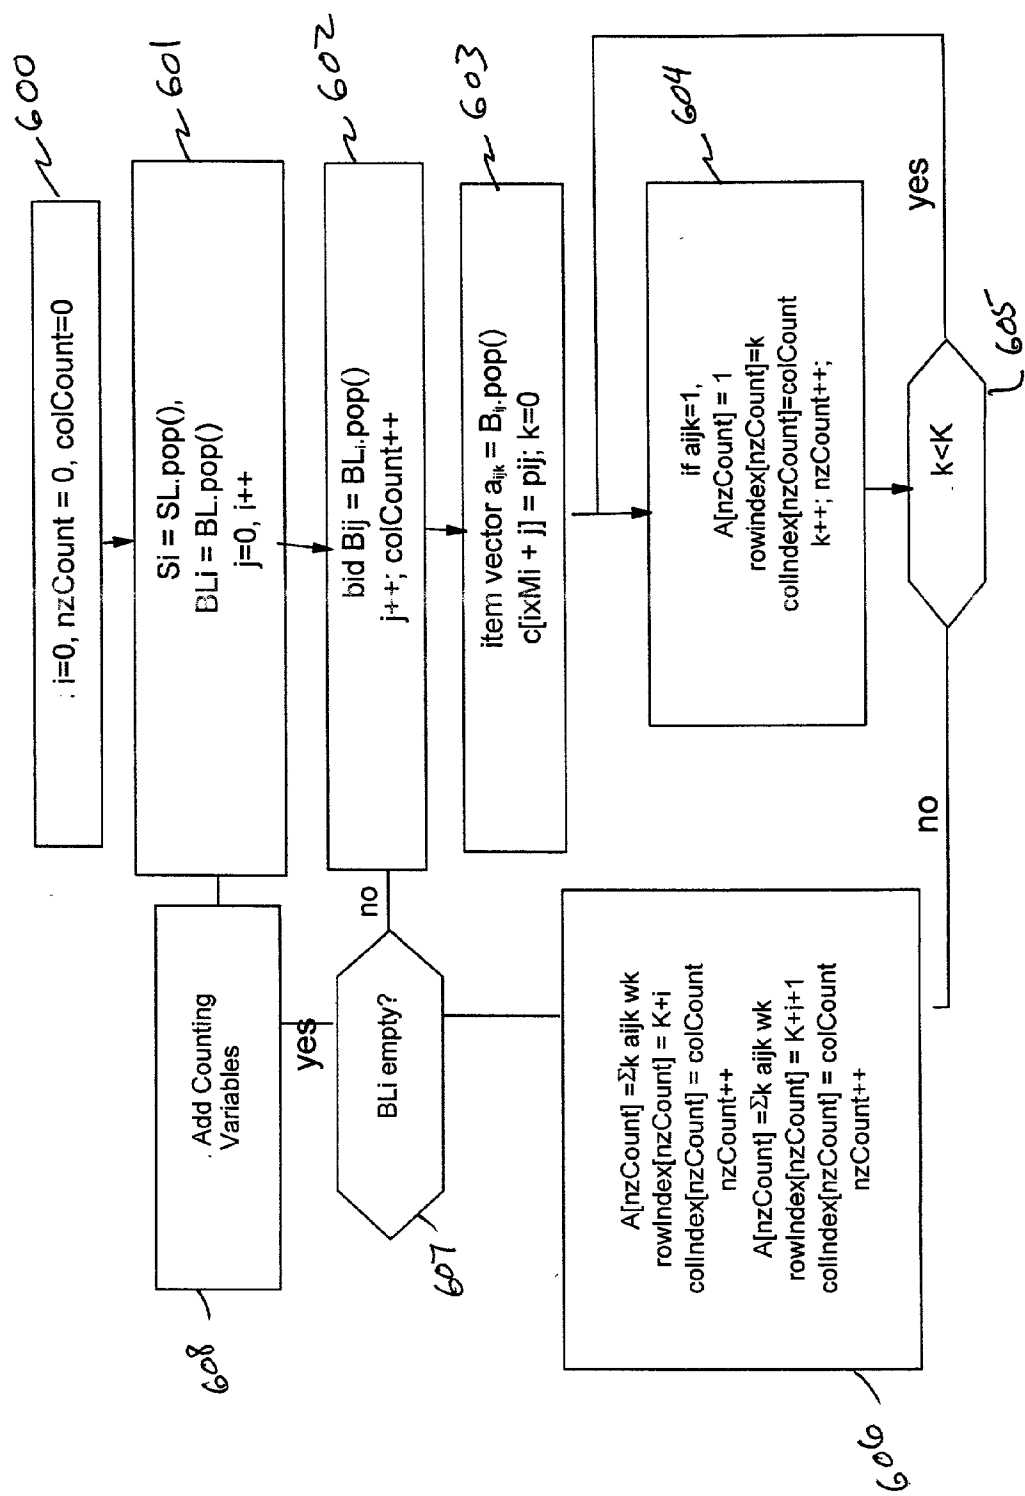 600
i=0, nzCount = 0, colCount=0
601
Si = SL.pop(),
BLi = BL.pop()
j=0, i++
602
bid Bij = BLi.pop()
j++; colCount++
603
item vector aijk = Bij.pop()
c[ixMi + j] = pij; k=0
604
if aijk=1,
A[nzCount] = 1
rowindex[nzCount]=k
colIndex[nzCount]=colCount
k++; nzCount++;
yes
k<K
605
no
A[nzCount] =Σk aijk wk
rowIndex[nzCount] = K+i
colIndex[nzCount] = colCount
nzCount++
A[nzCount] =Σk aijk wk
rowIndex[nzCount] = K+i+1
colIndex[nzCount] = colCount
nzCount++
606
BLi empty?
no
yes
607
Add Counting
Variables
608